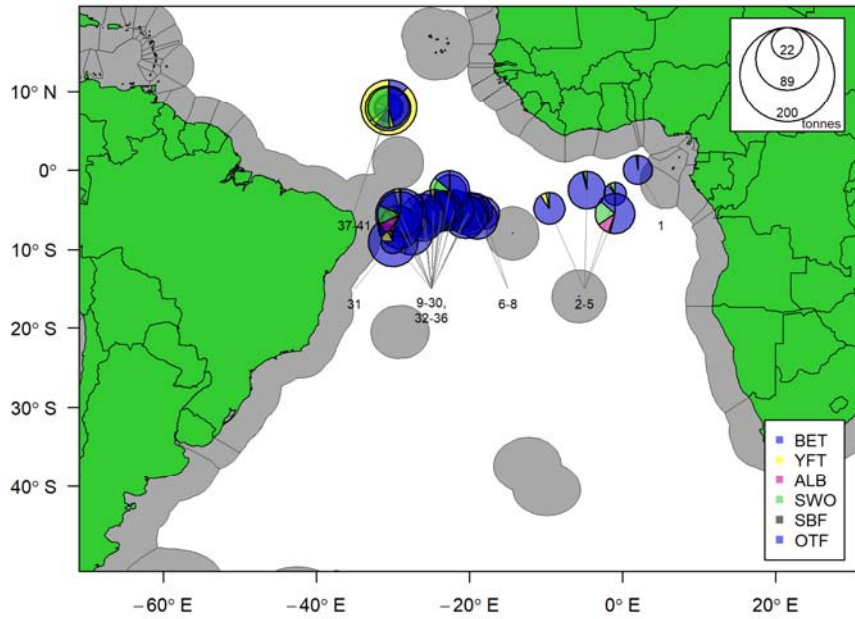 22
89
200
tonnes
10° N
0°
10° S
20° S
30° S
40° S
37-41
31
9-30,
32-36
6-8
2-5
1
BET
YFT
ALB
SWO
SBF
OTF
−60° E
−40° E
−20° E
0° E
20° E